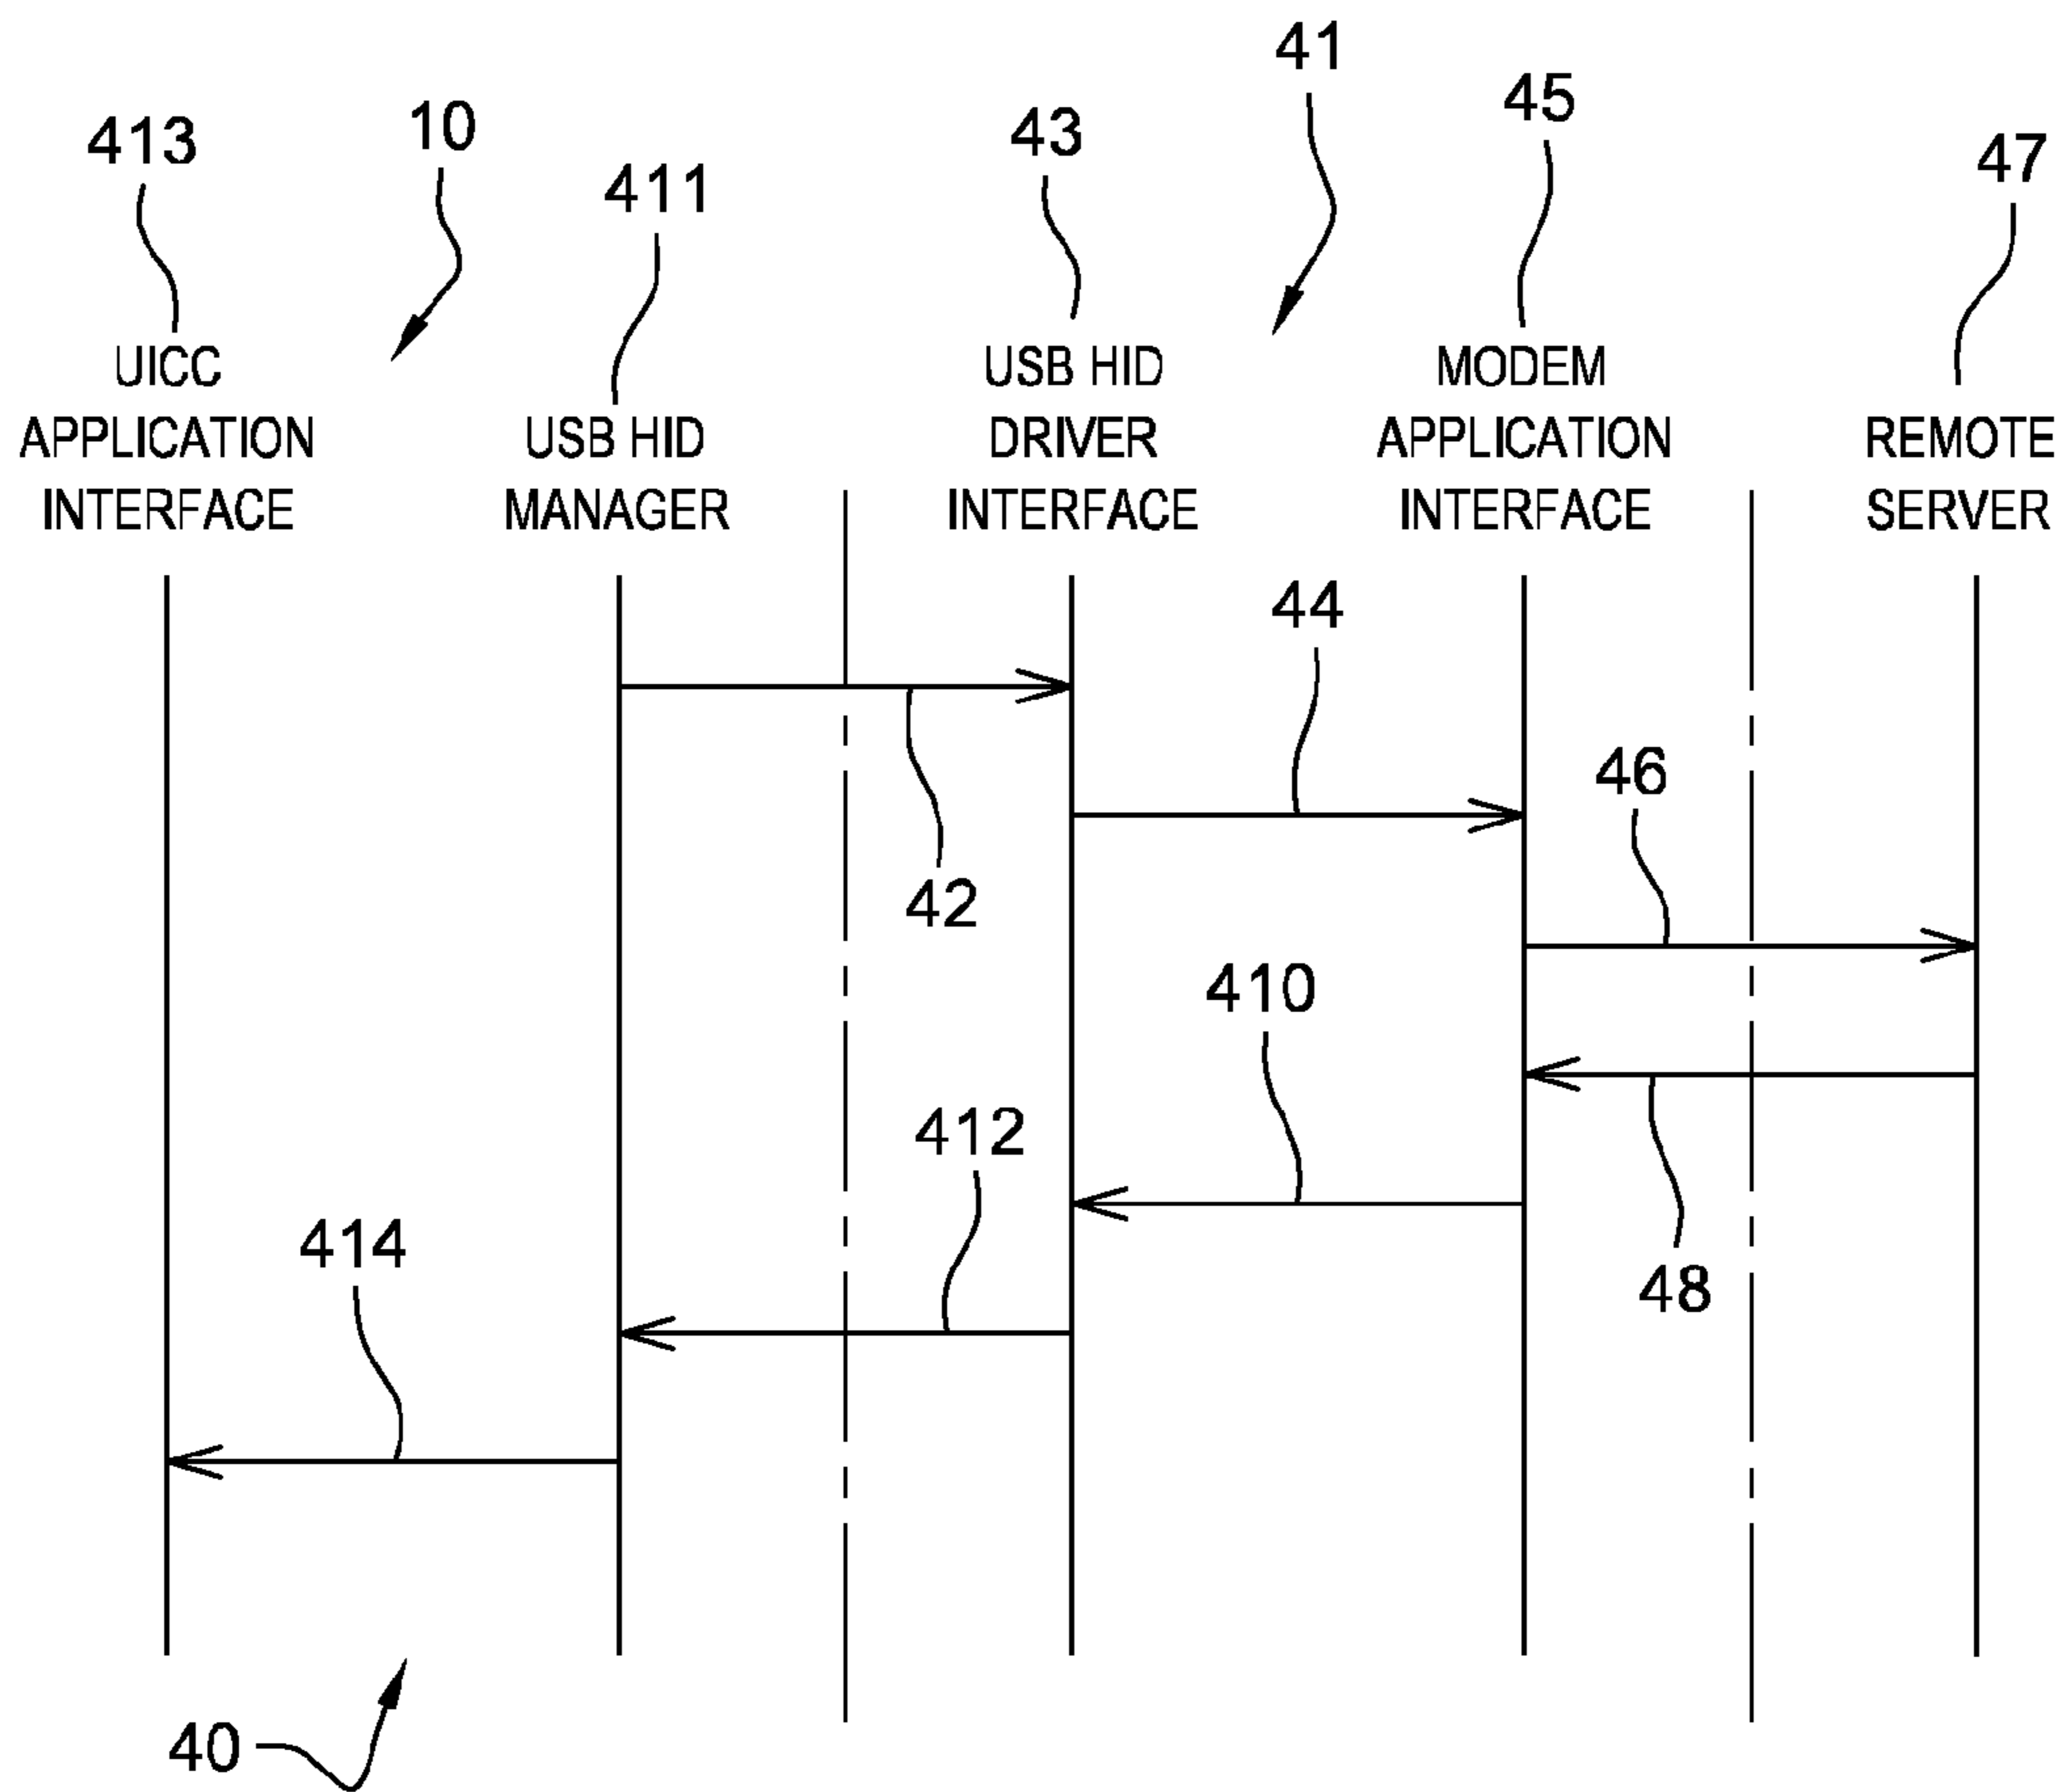 41
45
10
413
43
47
411
UICC
APPLICATION
INTERFACE
USB HID
MANAGER
USB HID
DRIVER
INTERFACE
MODEM
APPLICATION
INTERFACE
REMOTE
SERVER
44
46
42
410
412
414
48
40